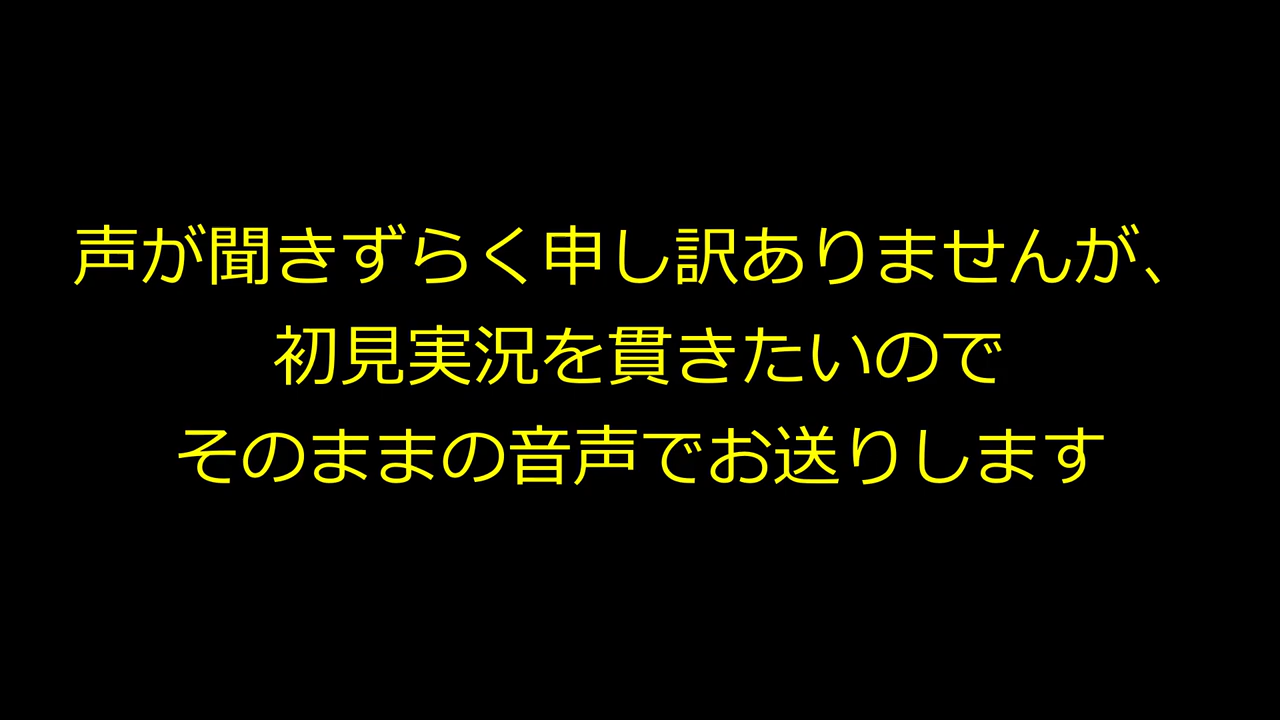 声が聞きずらく申し訳ありませんが、
初見実況を貫きたいので
そのままの音声でお送りします